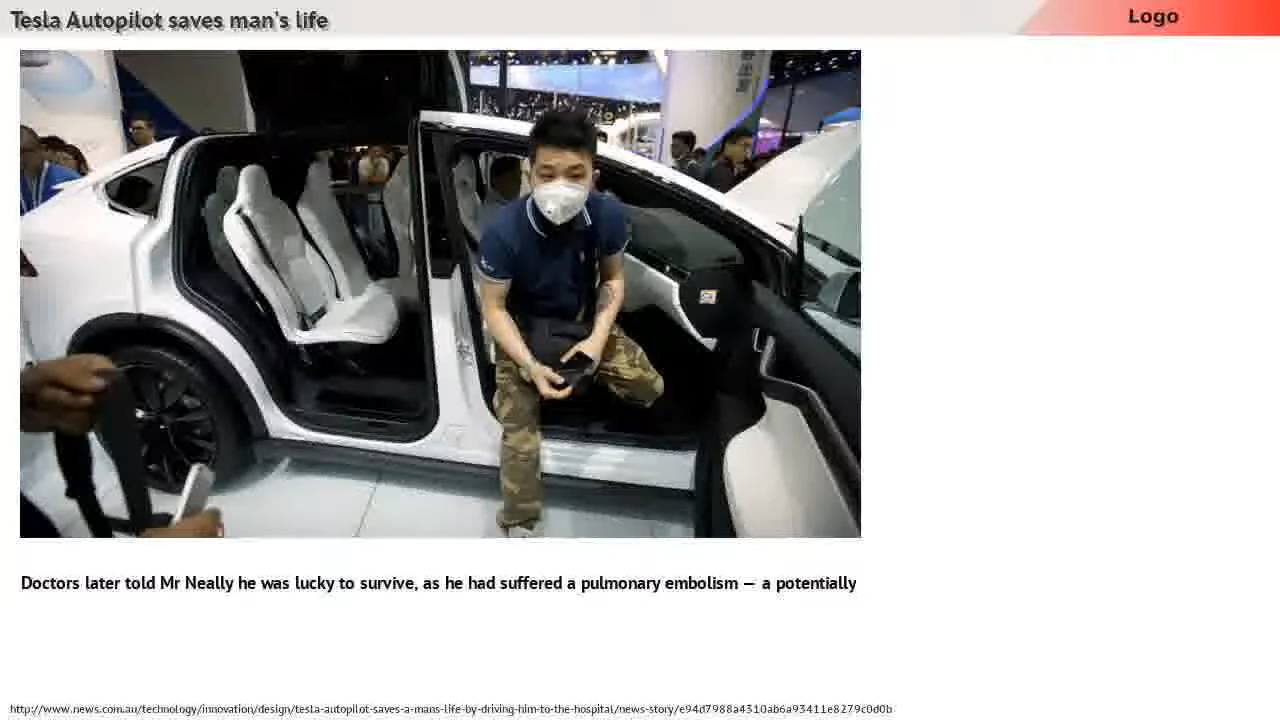 Tesla Autopilot saves man's life
Logo
Doctors later told Mr Neally he was lucky to survive, as he had suffered a pulmonary embolism — a potentially
http://www.news.com.au/technology/innovation/design/tesla-autopilot-saves-a-mans-life-by-driving-him-to-the-hospital/news-story/e94d7988a4310ab6a93411e8279c0d0b